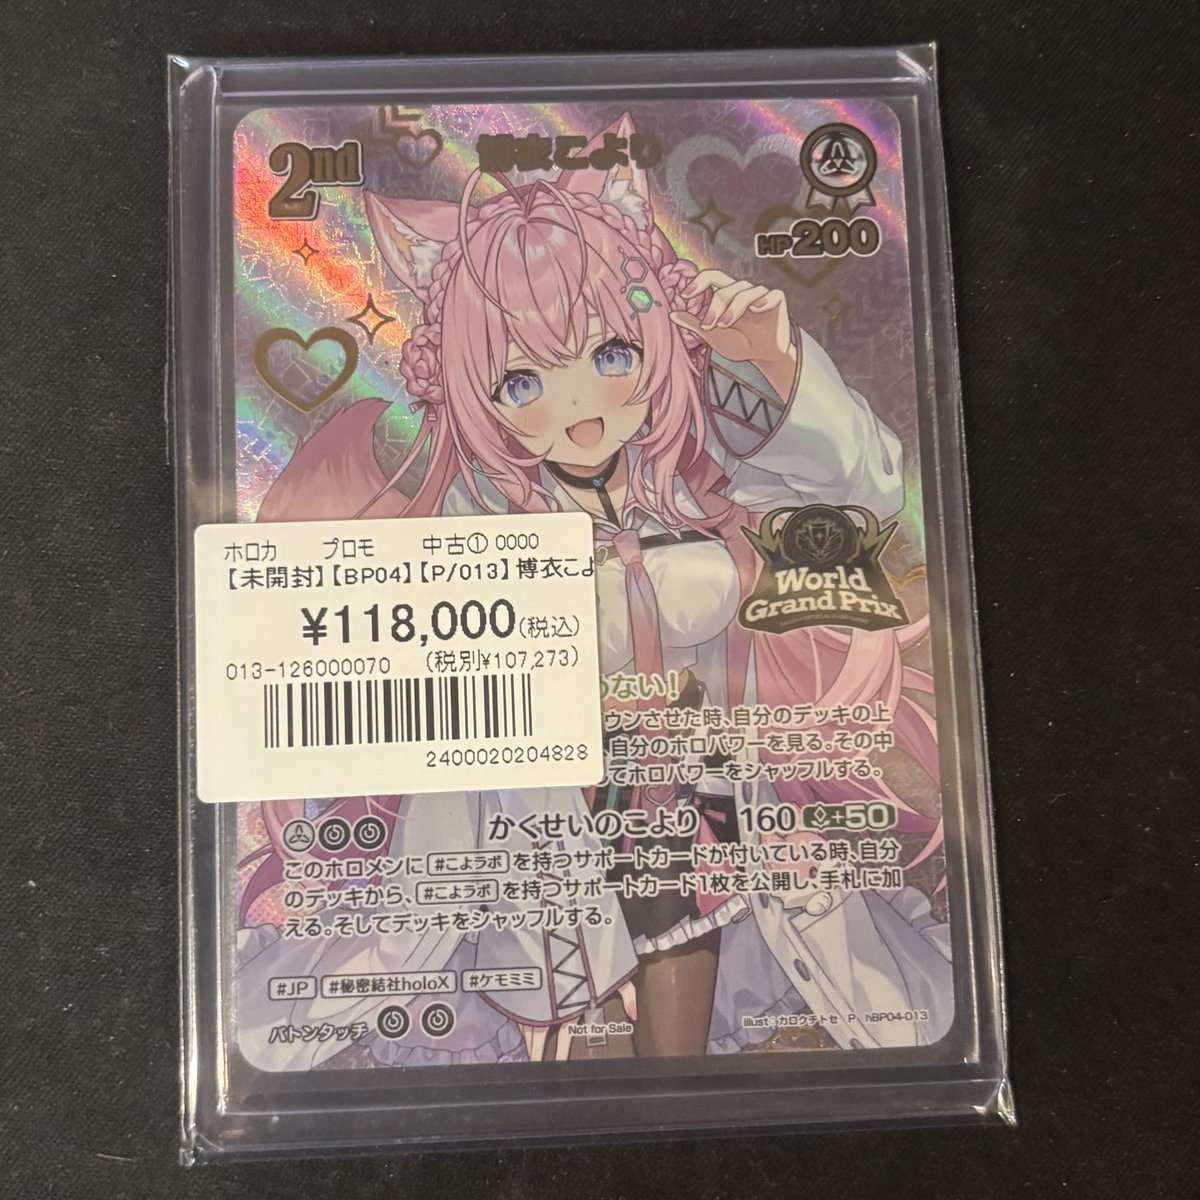 2nd
博衣こより
HP200
ホロカ プロモ 中古① 0000
【未開封】【BP04】【P/013】博衣こよ
¥118,000(税込)
013-126000070 (税別¥107,273)
2400020204828
World
Grand Prix
ない!
ウンさせた時、自分のデッキの上
、自分のホロパワーを見る。その中
してホロパワーをシャッフルする。
かくせいのこより 160 +50
このホロメンに #こよラボ を持つサポートカードが付いている時、自分
のデッキから、#こよラボ を持つサポートカード1枚を公開し、手札に加
える。そしてデッキをシャッフルする。
#JP #秘密結社holoX #ケモミミ
バトンタッチ
Not for Sale
illust:カロクチトセ P hBP04-013